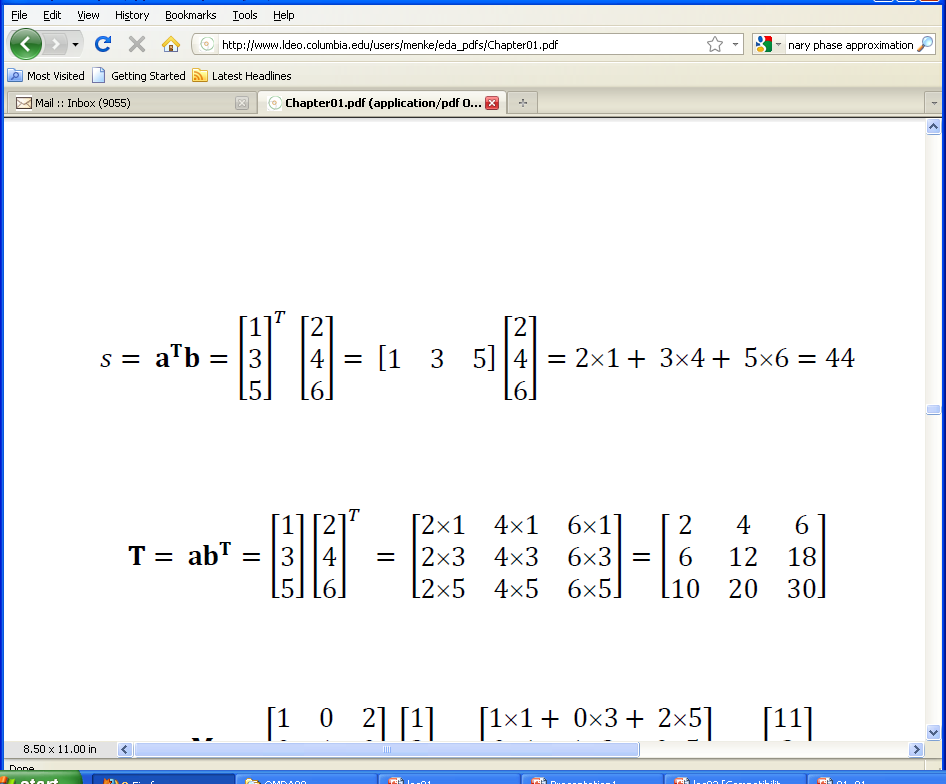 File Edit View History Bookmarks Tools Help
http://www.ldeo.columbia.edu/users/menke/eda_pdfs/Chapter01.pdf nary phase approximation
Most Visited Getting Started Latest Headlines
Mail :: Inbox (9055) Chapter01.pdf (application/pdf O...
s = aᵀb = [1 3 5]ᵀ [2 4 6] = [1 3 5] [2 4 6] = 2×1 + 3×4 + 5×6 = 44
T = abᵀ = [1 3 5] [2 4 6]ᵀ = [2×1 4×1 6×1 2×3 4×3 6×3 2×5 4×5 6×5] = [2 4 6 6 12 18 10 20 30]
[1 0 2] [1] [1×1 + 0×3 + 2×5] [11]
8.50 x 11.00 in
Done
start